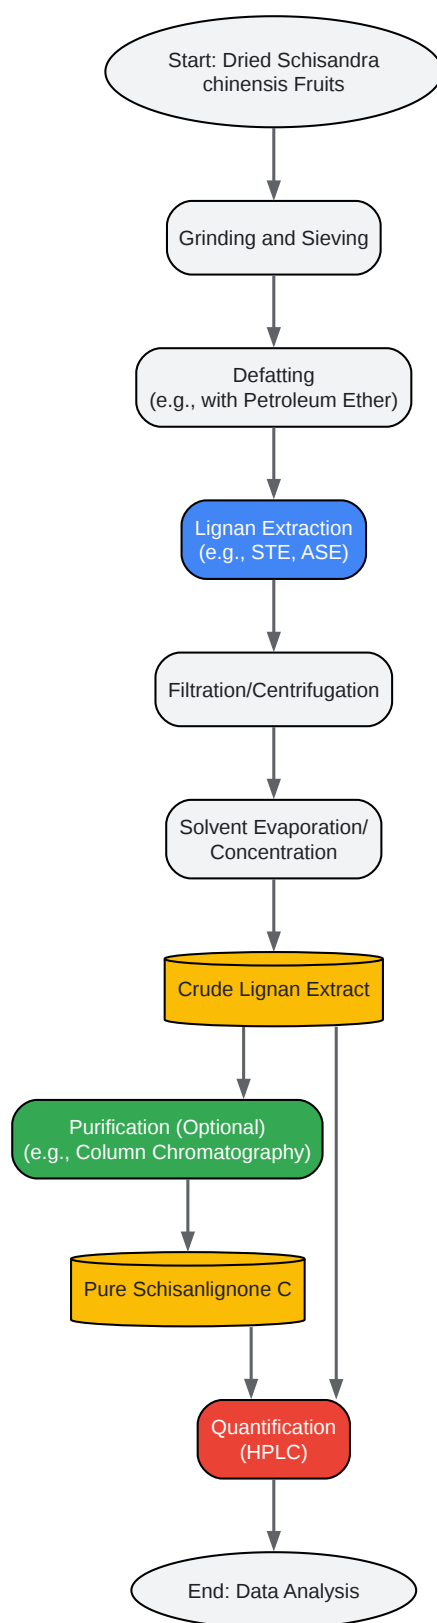 Start: Dried Schisandra
chinensis Fruits
Grinding and Sieving
Defatting
(e.g., with Petroleum Ether)
Lignan Extraction
(e.g., STE, ASE)
Filtration/Centrifugation
Solvent Evaporation/
Concentration
Crude Lignan Extract
Purification (Optional)
(e.g., Column Chromatography)
Pure Schisanlignone C
Quantification
(HPLC)
End: Data Analysis